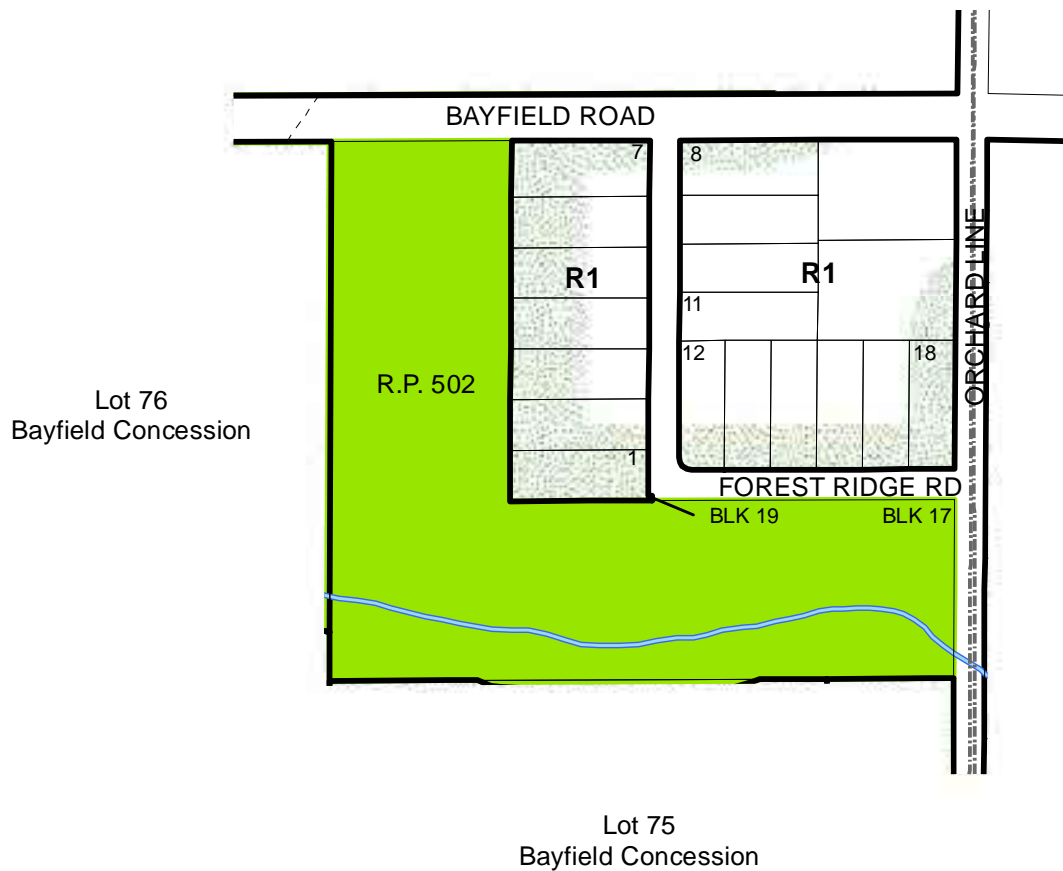 BAYFIELD ROAD
7
8
R1
R1
ORCHARD LINE
11
12
18
R.P. 502
Lot 76
Bayfield Concession
1
FOREST RIDGE RD
BLK 19
BLK 17
Lot 75
Bayfield Concession